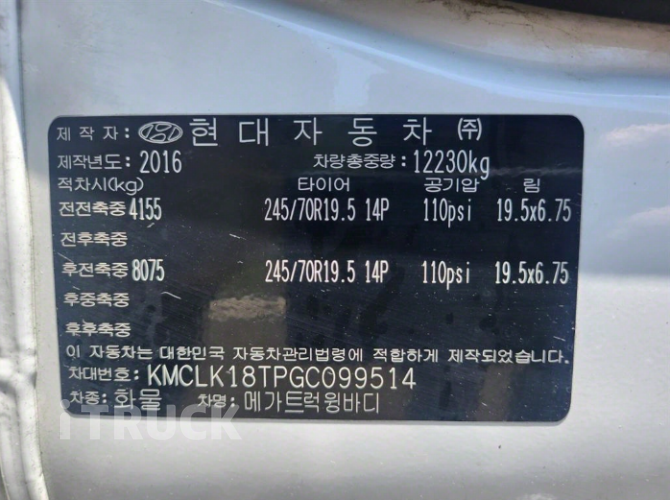 제 작 자 : 현 대 자 동 차 ㈜
제작년도: 2016 차량총중량: 12230kg
적차시(kg) 타이어 공기압 림
전전축중 4155 245/70R19.5 14P 110psi 19.5x6.75
전후축중
후전축중 8075 245/70R19.5 14P 110psi 19.5x6.75
후중축중
후후축중
이 자동차는 대한민국 자동차관리법령에 적합하게 제작되었습니다.
차대번호: KMCLK18TPGC099514
차종: 화물 차명: 메가트럭윙바디
iTRUCK